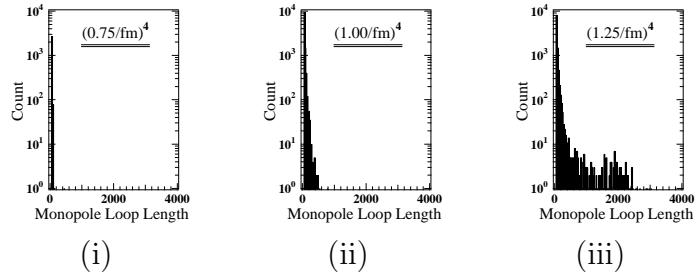 (0.75/fm)⁴
Count
10⁴
10³
10²
10¹
10⁰
0 2000 4000
Monopole Loop Length
(i)
(1.00/fm)⁴
Count
10⁴
10³
10²
10¹
10⁰
0 2000 4000
Monopole Loop Length
(ii)
(1.25/fm)⁴
Count
10⁴
10³
10²
10¹
10⁰
0 2000 4000
Monopole Loop Length
(iii)